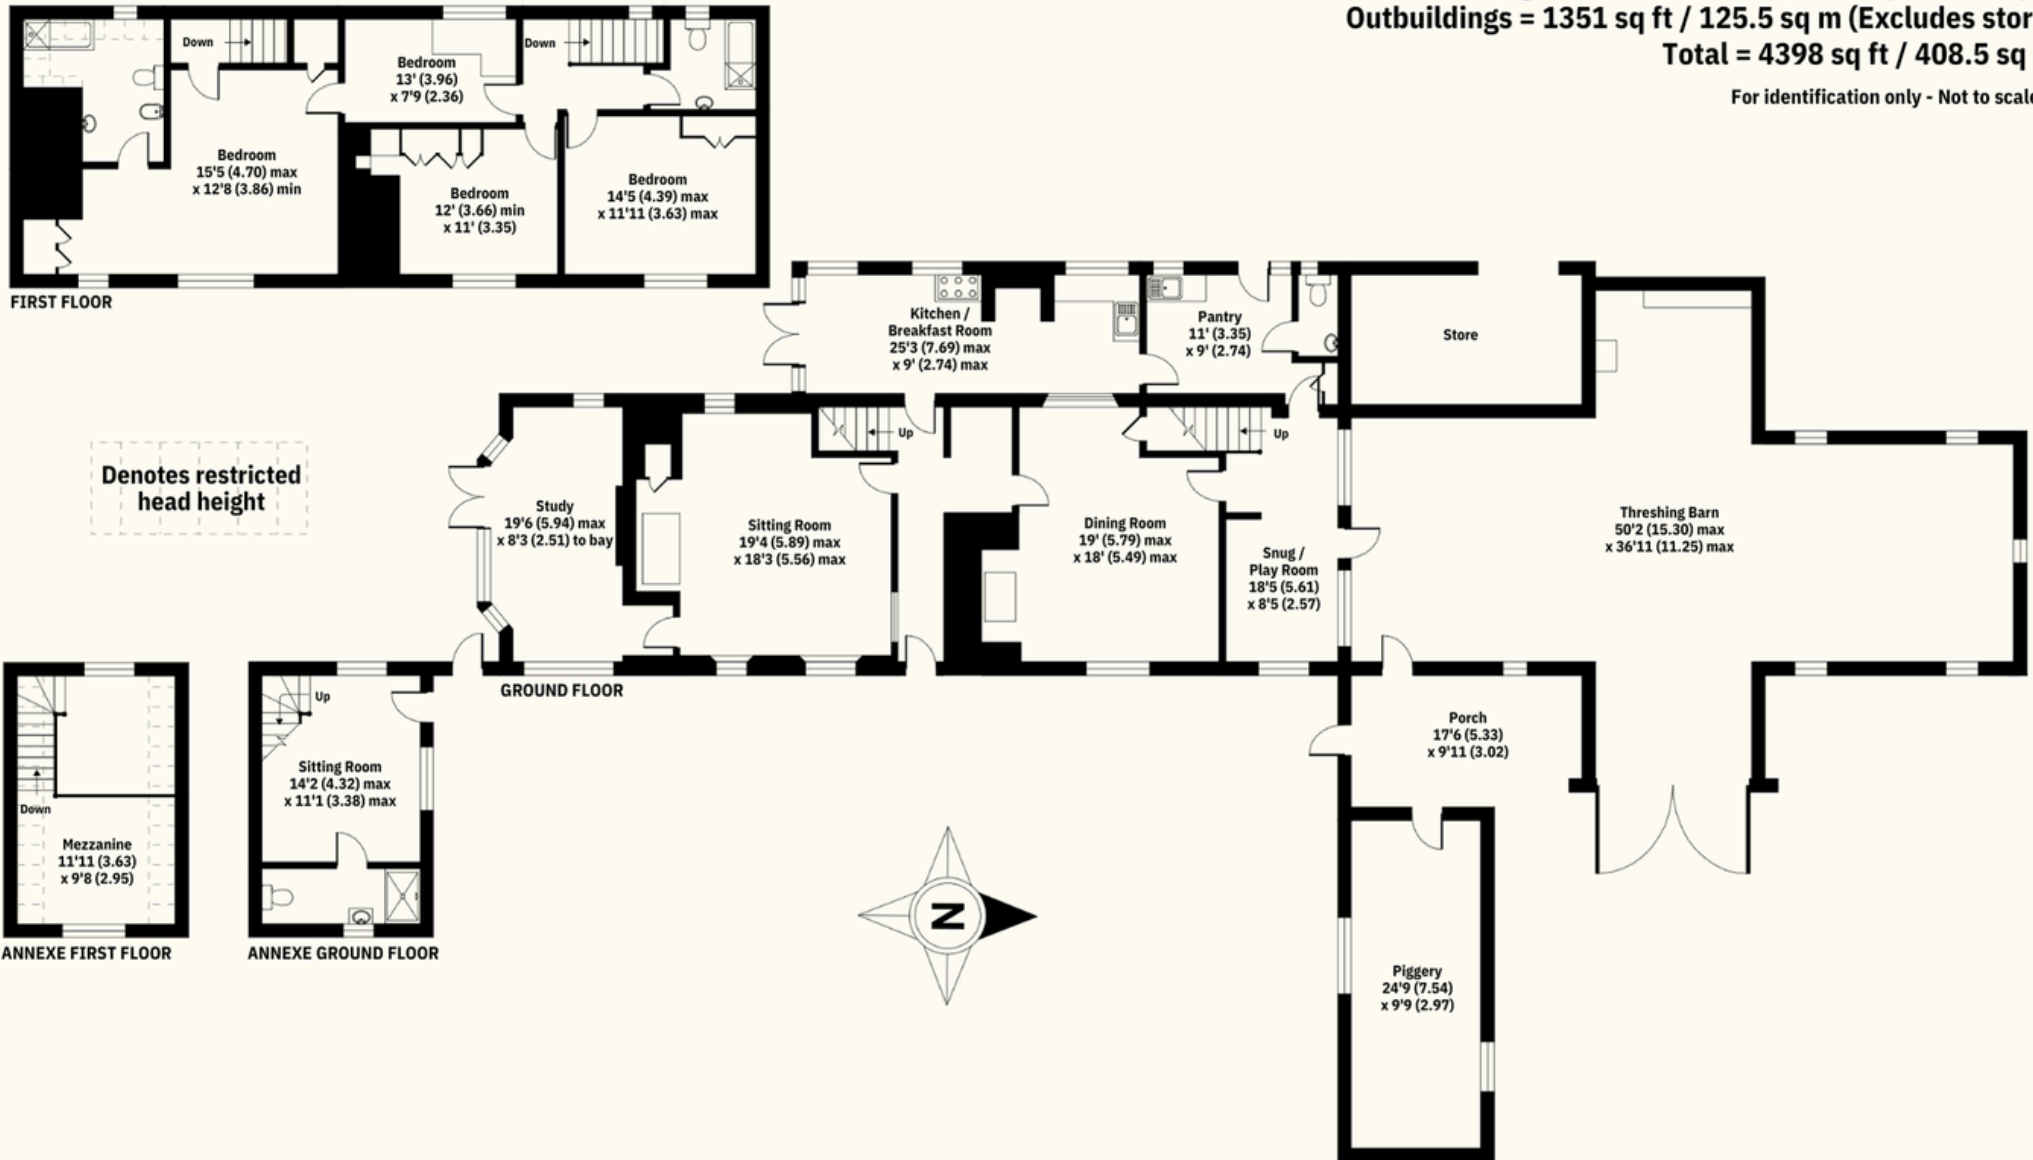 Outbuildings = 1351 sq ft / 125.5 sq m (Excludes
Total = 4398 sq ft / 408.5 sq
For identification only - Not to scale
Down
Bedroom
13' (3.96)
x 7'9 (2.36)
Down
Bedroom
15'5 (4.70) max
x 12'8 (3.86) min
Bedroom
12' (3.66) min
x 11' (3.35)
Bedroom
14'5 (4.39) max
x 11'11 (3.63) max
FIRST FLOOR
Kitchen /
Breakfast Room
25'3 (7.69) max
x 9' (2.74) max
Pantry
11' (3.35)
x 9' (2.74)
Store
Denotes restricted
head height
Up
Up
Study
19'6 (5.94) max
x 8'3 (2.51) to bay
Sitting Room
19'4 (5.89) max
x 18'3 (5.56) max
Dining Room
19' (5.79) max
x 18' (5.49) max
Snug /
Play Room
18'5 (5.61)
x 8'5 (2.57)
Threshing Barn
50'2 (15.30) max
x 36'11 (11.25) max
GROUND FLOOR
Up
Sitting Room
14'2 (4.32) max
x 11'1 (3.38) max
Porch
17'6 (5.33)
x 9'11 (3.02)
Down
Mezzanine
11'11 (3.63)
x 9'8 (2.95)
N
ANNEXE FIRST FLOOR
ANNEXE GROUND FLOOR
Piggery
24'9 (7.54)
x 9'9 (2.97)